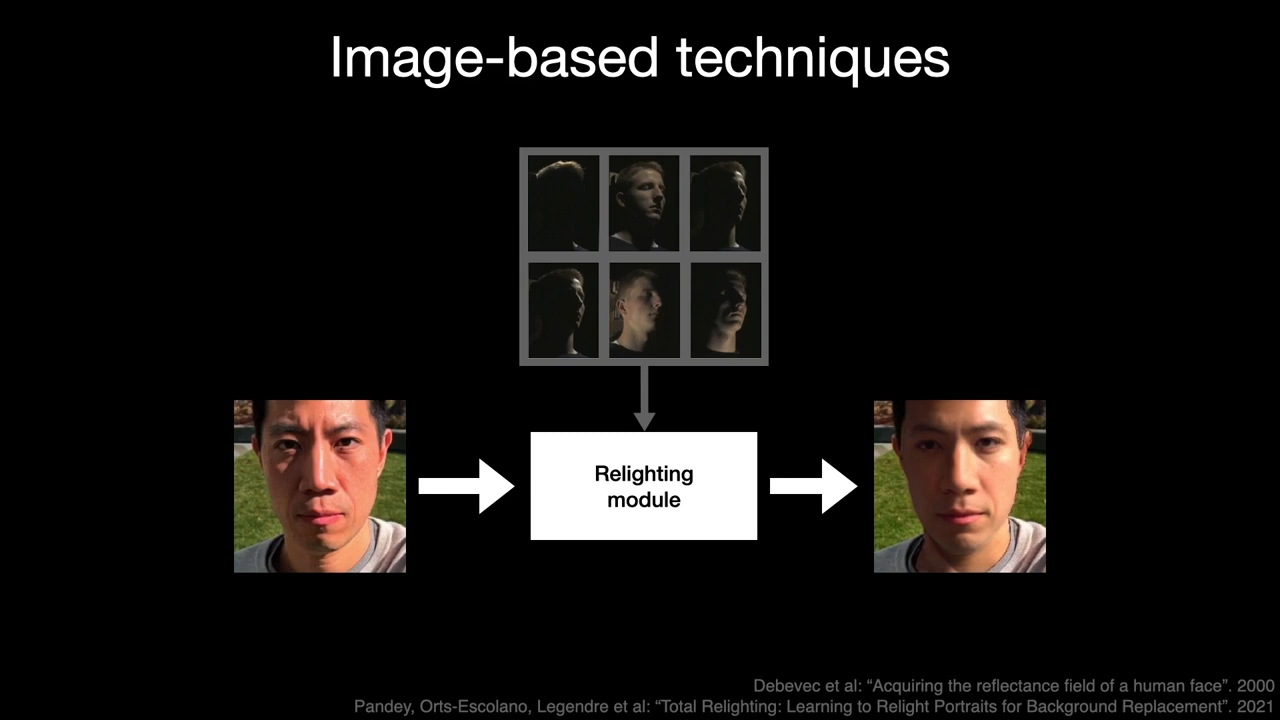 Image-based techniques
Relighting
module
Debevec et al: “Acquiring the reflectance field of a human face”. 2000
Pandey, Orts-Escolano, Legendre et al: “Total Relighting: Learning to Relight Portraits for Background Replacement”. 2021